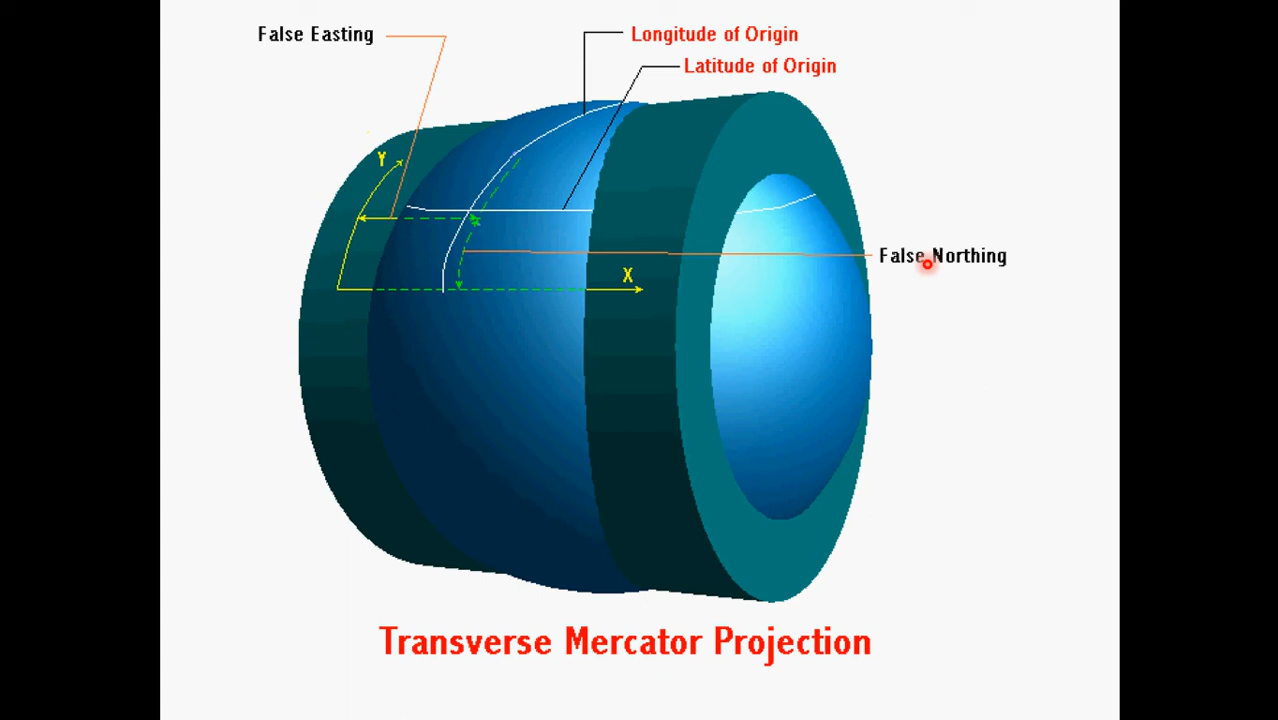 False Easting
Longitude of Origin
Latitude of Origin
Y
False Northing
X
Transverse Mercator Projection